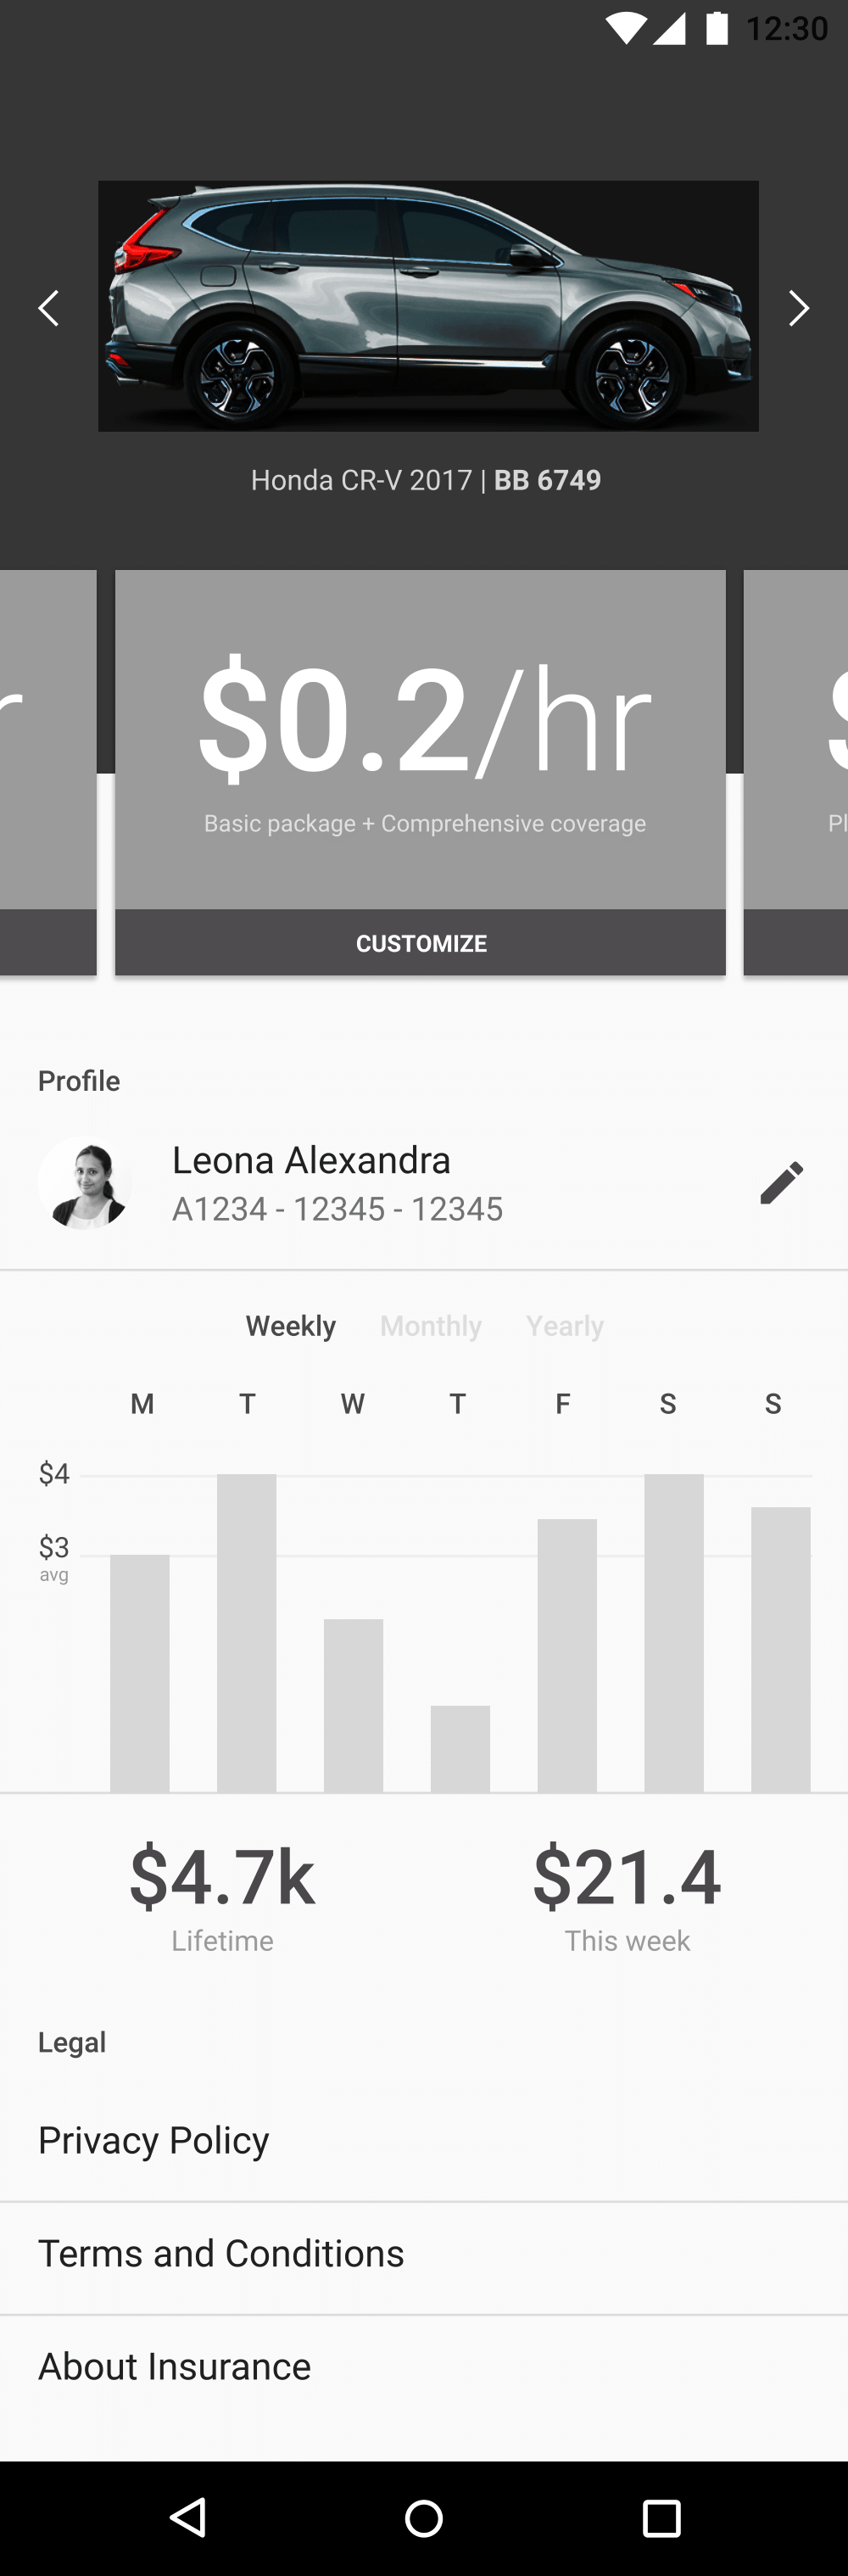 12:30
Honda CR-V 2017 | BB 6749
r
$0.2/hr
Basic package + Comprehensive coverage
Pl
CUSTOMIZE
Profile
Leona Alexandra
A1234 - 12345 - 12345
Weekly Monthly Yearly
M T W T F S S
$4
$3
avg
$4.7k $21.4
Lifetime This week
Legal
Privacy Policy
Terms and Conditions
About Insurance